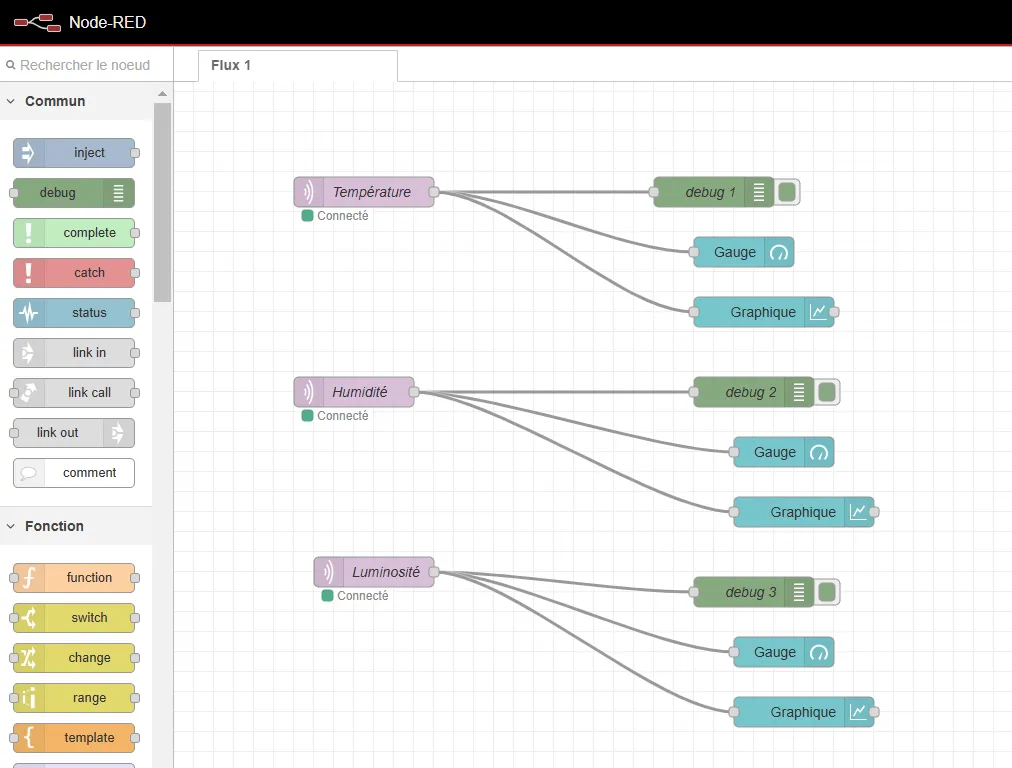 Node-RED
Rechercher le noeud
Flux 1
Commun
inject
debug
complete
catch
status
link in
link call
link out
comment
Fonction
function
switch
change
range
template
Température
Connecté
debug 1
Gauge
Graphique
Humidité
Connecté
debug 2
Gauge
Graphique
Luminosité
Connecté
debug 3
Gauge
Graphique